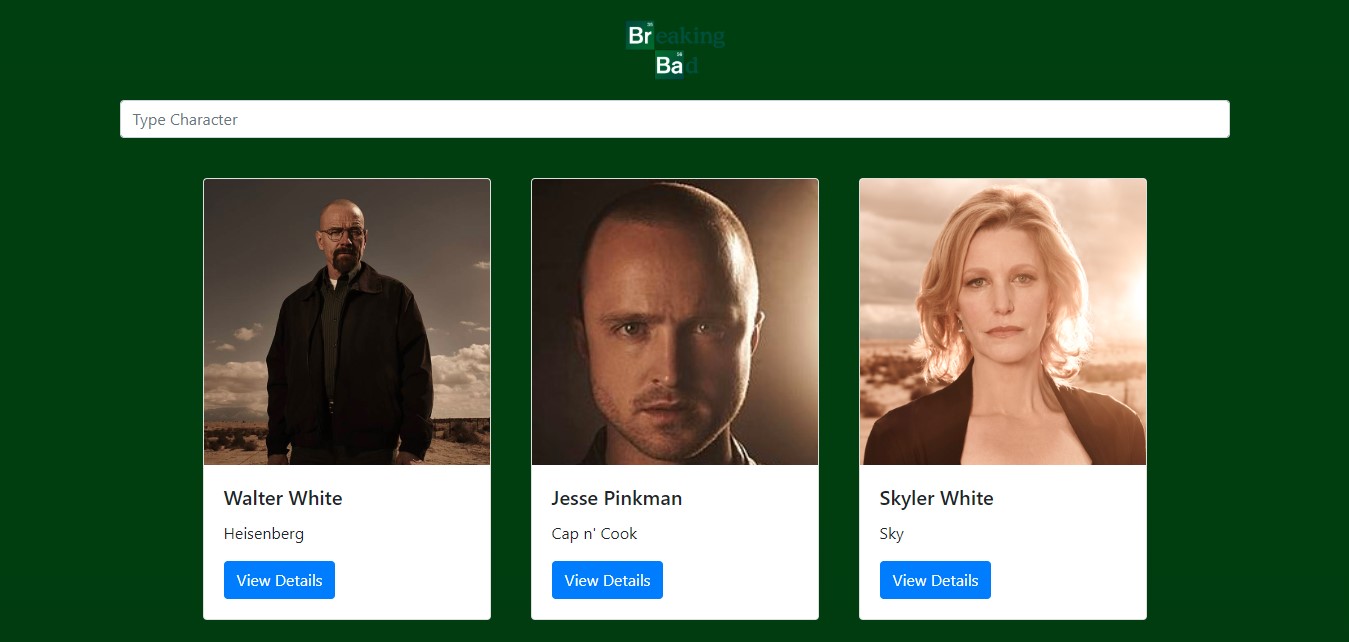 Breaking
Bad
Type Character
Walter White
Heisenberg
View Details
Jesse Pinkman
Cap n' Cook
View Details
Skyler White
Sky
View Details